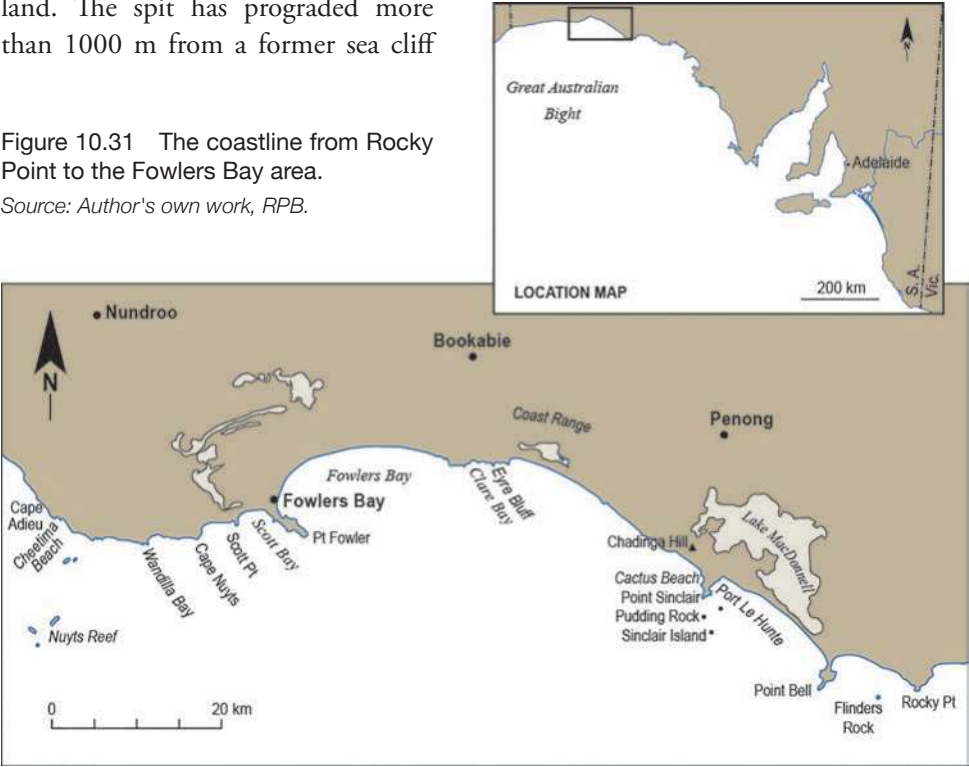 land. The spit has prograded more
than 1000 m from a former sea cliff
Figure 10.31 The coastline from Rocky
Point to the Fowlers Bay area.
Source: Author's own work, RPB.
N
Great Australian
Bight
Adelaide
LOCATION MAP
200 km
S. A.
Vic.
Nundroo
N
Bookabie
Coast Range
Penong
Fowlers Bay
Fowlers Bay
Clare Bay
Eyre Bluff
Cape
Adieu
Cheetima
Beach
Wandilla Bay
Cape Nuyts
Scott Pt
Scott Bay
Pt Fowler
Chadinga Hill
Lake MacDonnell
Cactus Beach
Point Sinclair
Pudding Rock
Sinclair Island
Port Le Hunte
Nuyts Reef
0
20 km
Point Bell
Flinders
Rock
Rocky Pt